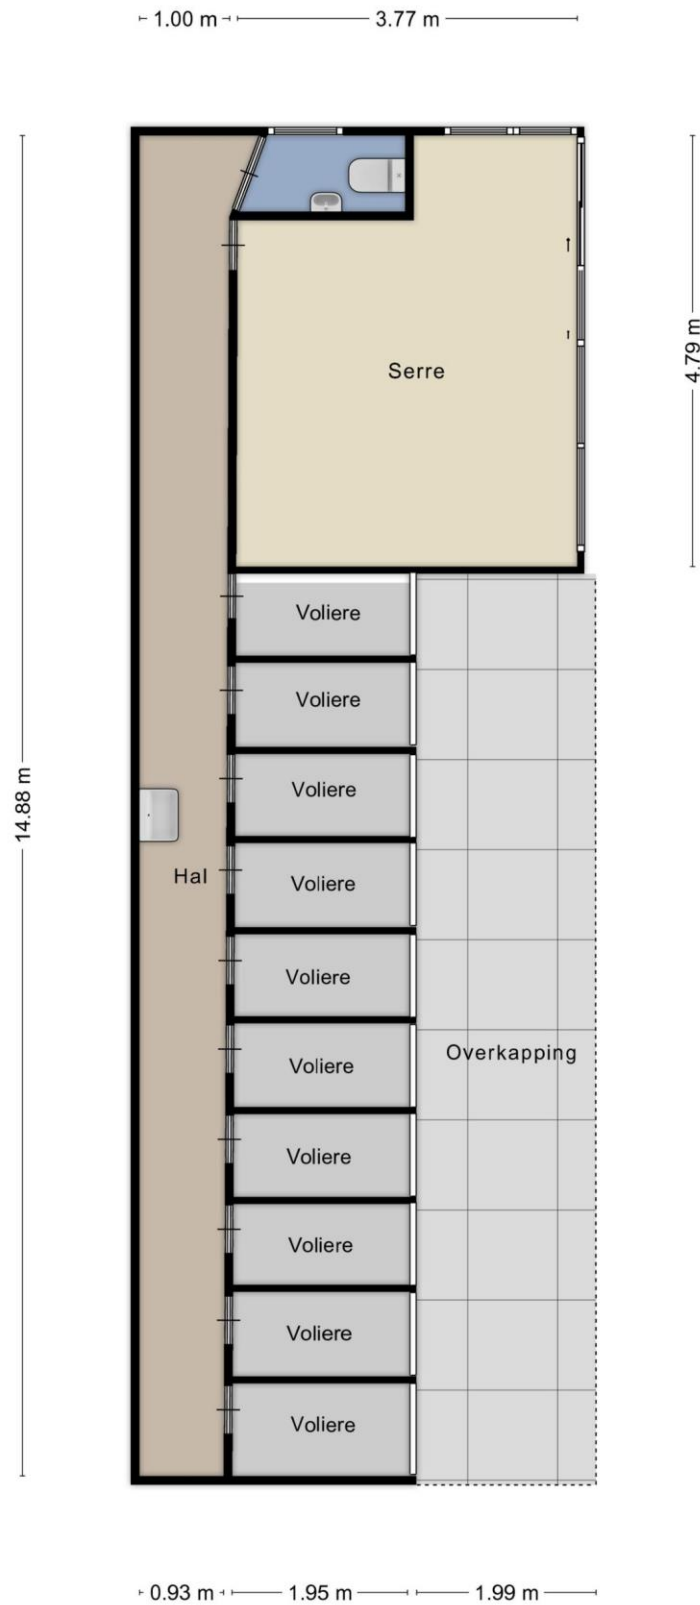 1.00 m
3.77 m
4.79 m
Serre
Voliere
Voliere
Voliere
14.88 m
Hal
Voliere
Voliere
Overkapping
Voliere
Voliere
Voliere
Voliere
Voliere
0.93 m
1.95 m
1.99 m